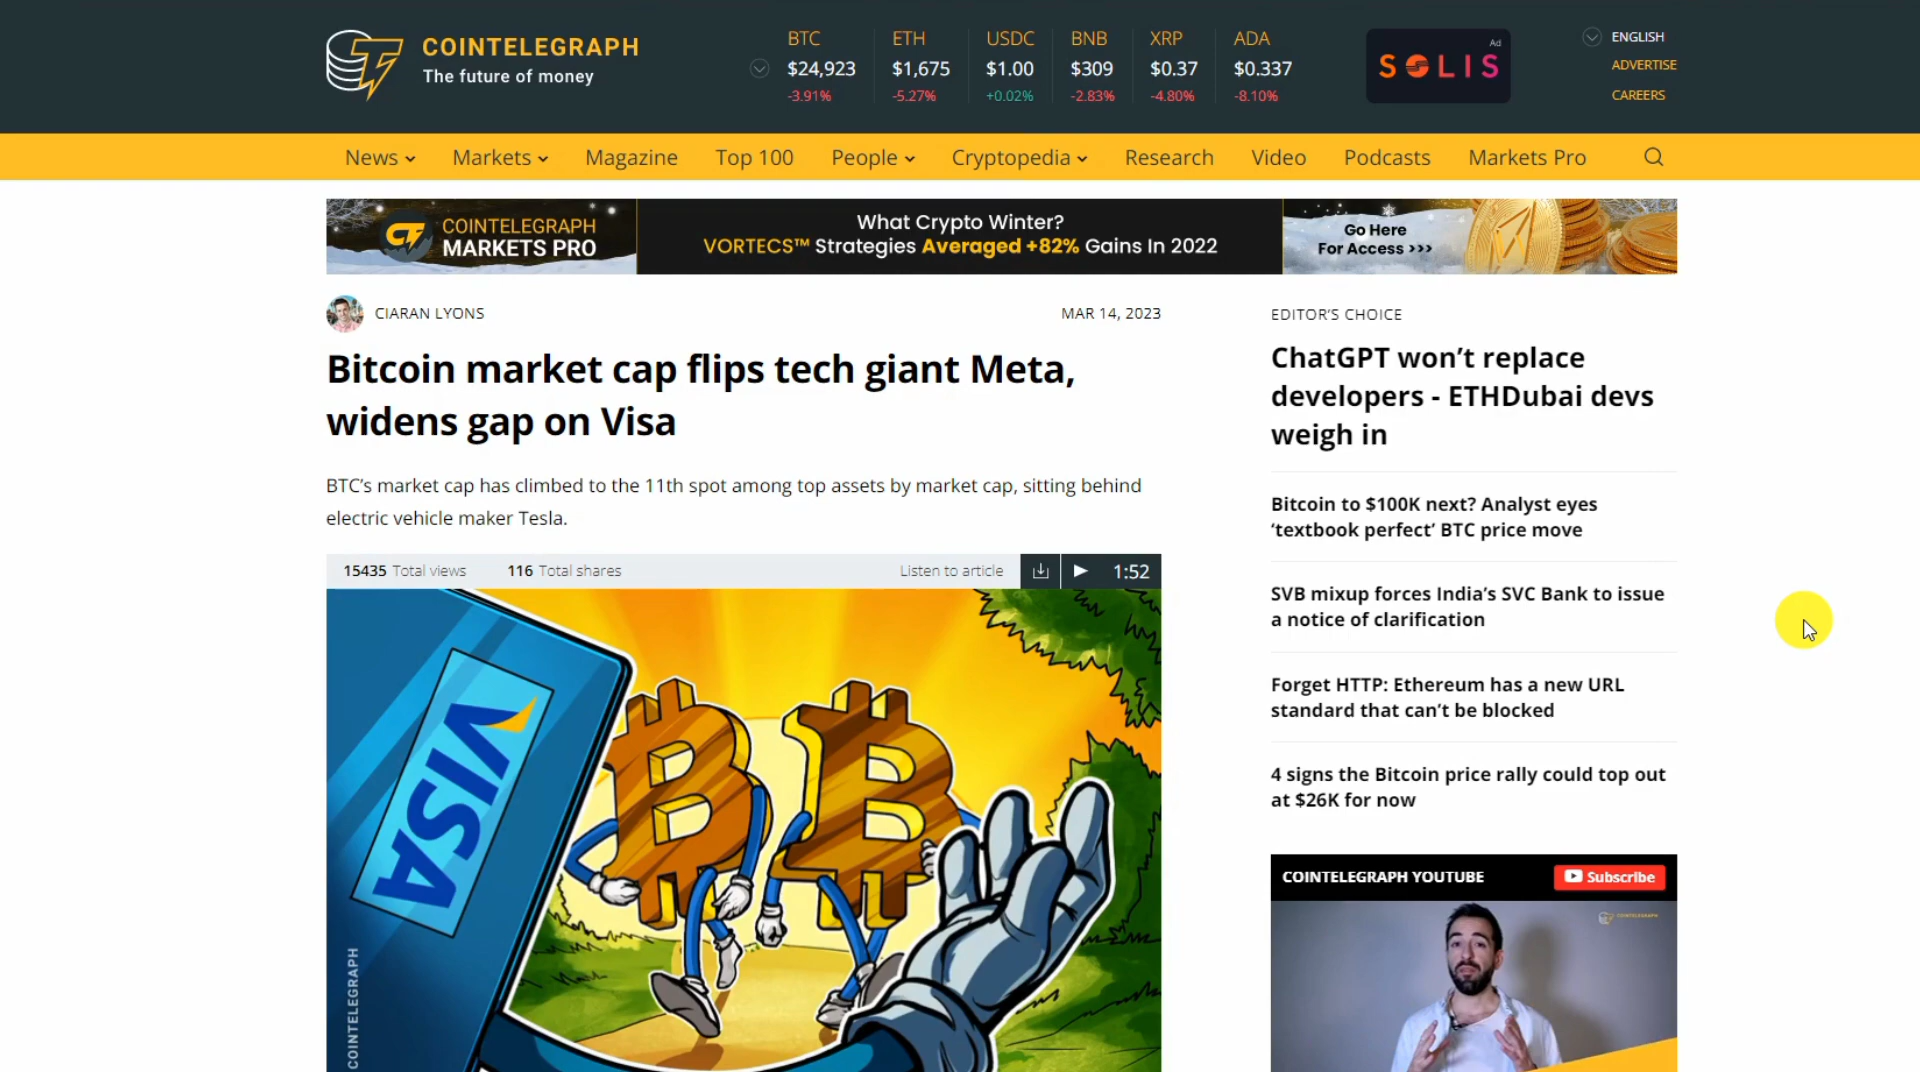 COINTELEGRAPH
The future of money
BTC
$24,923
-3.91%
ETH
$1,675
-5.27%
USDC
$1.00
+0.02%
BNB
$309
-2.83%
XRP
$0.37
-4.80%
ADA
$0.337
-8.10%
Ad
SOLIS
ENGLISH
ADVERTISE
CAREERS
News
Markets
Magazine
Top 100
People
Cryptopedia
Research
Video
Podcasts
Markets Pro
COINTELEGRAPH
MARKETS PRO
What Crypto Winter?
VORTECS™ Strategies Averaged +82% Gains In 2022
Go Here
For Access >>>
CIARAN LYONS
MAR 14, 2023
Bitcoin market cap flips tech giant Meta,
widens gap on Visa
BTC’s market cap has climbed to the 11th spot among top assets by market cap, sitting behind
electric vehicle maker Tesla.
15435 Total views
116 Total shares
Listen to article
1:52
VISA
COINTELEGRAPH
EDITOR’S CHOICE
ChatGPT won’t replace
developers - ETHDubai devs
weigh in
Bitcoin to $100K next? Analyst eyes
‘textbook perfect’ BTC price move
SVB mixup forces India’s SVC Bank to issue
a notice of clarification
Forget HTTP: Ethereum has a new URL
standard that can’t be blocked
4 signs the Bitcoin price rally could top out
at $26K for now
COINTELEGRAPH YOUTUBE
Subscribe
COINTELEGRAPH